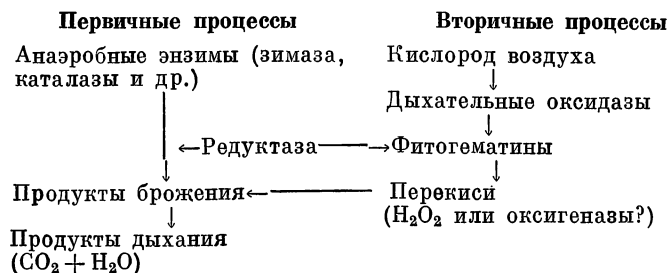 Первичные процессы
Вторичные процессы
Анаэробные энзимы (зимаза,
каталазы и др.)
Кислород воздуха
Дыхательные оксидазы
Редуктаза
Фитогематины
Продукты брожения
Перекиси
(H₂O₂ или оксигеназы?)
Продукты дыхания
(CO₂ + H₂O)